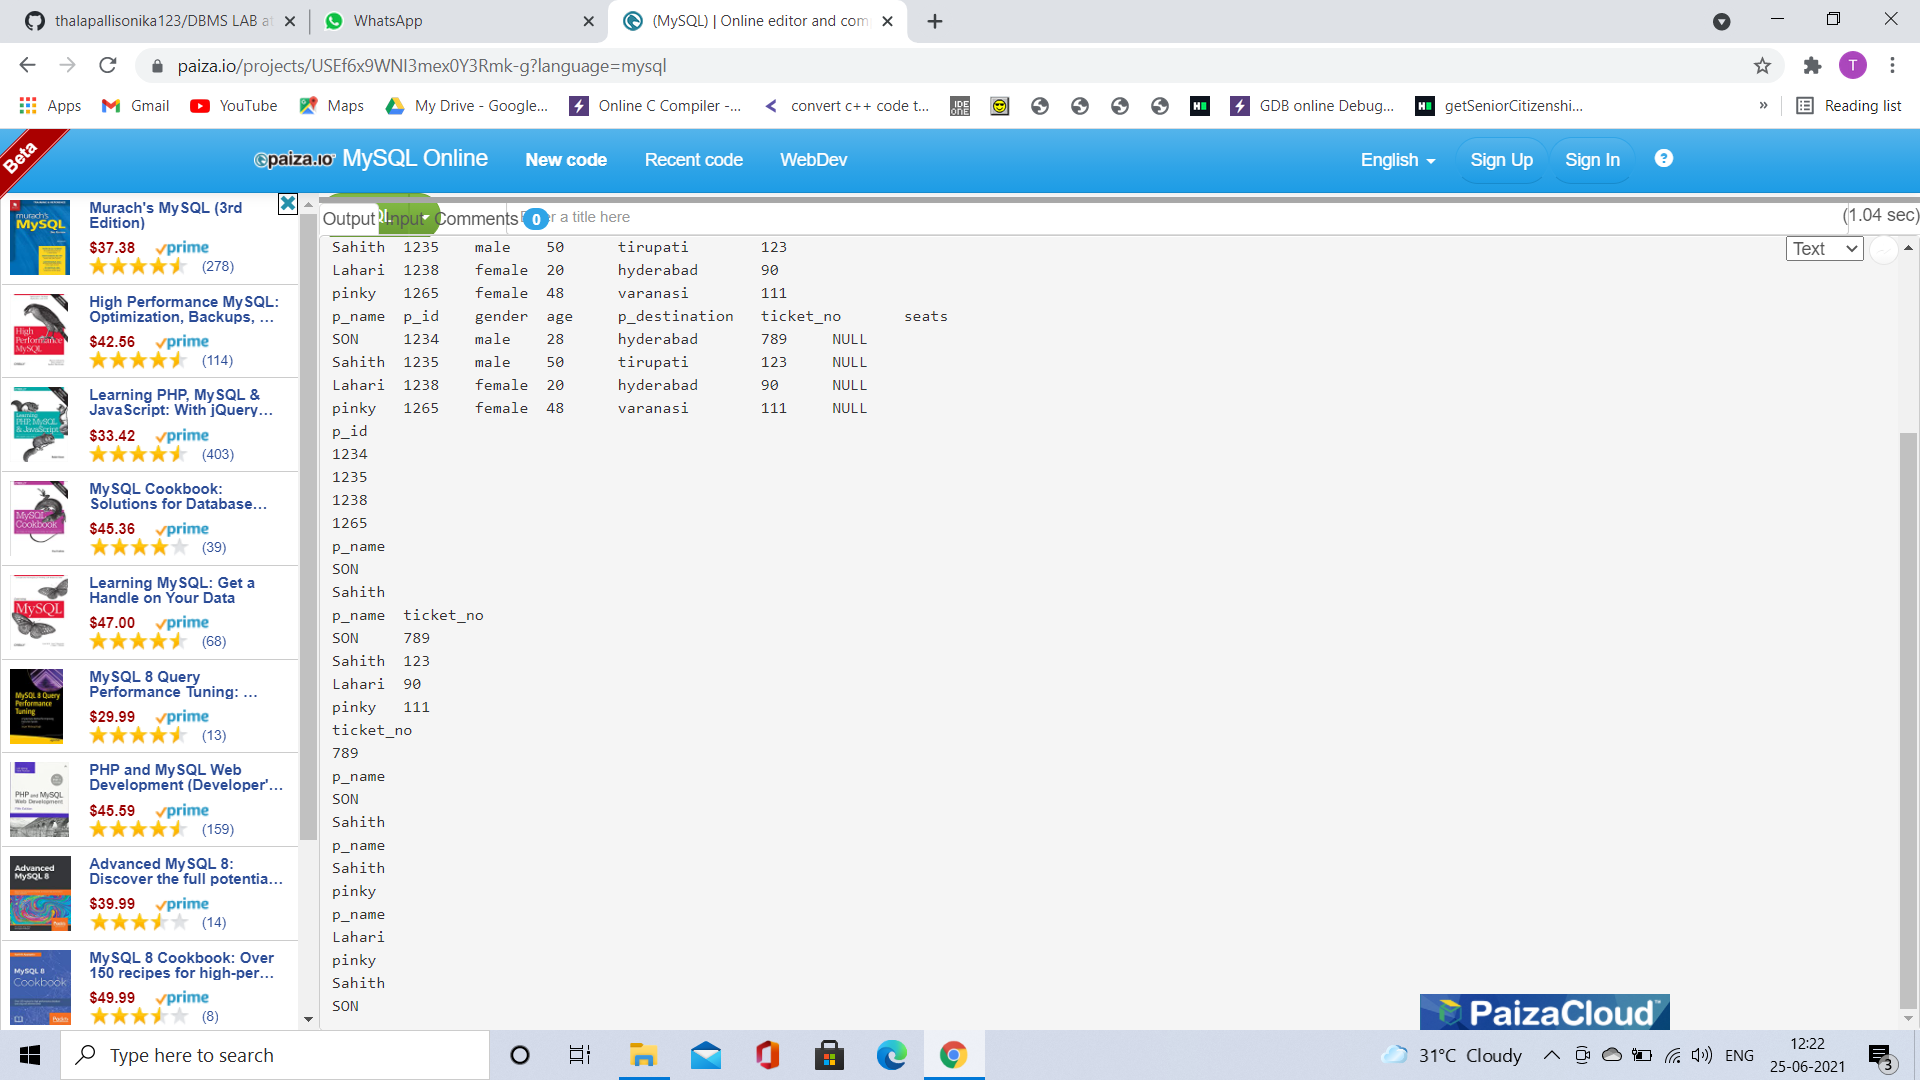 thalapallisonika123/DBMS LAB at
WhatsApp
(MySQL) | Online editor and com
paiza.io/projects/USEf6x9WNI3mex0Y3Rmk-g?language=mysql
T
Apps
Gmail
YouTube
Maps
My Drive - Google...
Online C Compiler -...
convert c++ code t...
GDB online Debug...
getSeniorCitizenshi...
»
Reading list
Beta
paiza.io MySQL Online
New code
Recent code
WebDev
English
Sign Up
Sign In
?
Murach's MySQL (3rd
Edition)
$37.38 prime
(278)
High Performance MySQL:
Optimization, Backups, ...
$42.56 prime
(114)
Learning PHP, MySQL &
JavaScript: With jQuery...
$33.42 prime
(403)
MySQL Cookbook:
Solutions for Database...
$45.36 prime
(39)
Learning MySQL: Get a
Handle on Your Data
$47.00 prime
(68)
MySQL 8 Query
Performance Tuning: ...
$29.99 prime
(13)
PHP and MySQL Web
Development (Developer'...
$45.59 prime
(159)
Advanced MySQL 8:
Discover the full potentia...
$39.99 prime
(14)
MySQL 8 Cookbook: Over
150 recipes for high-per...
$49.99 prime
(8)
Output Input Comments 0 r a title here
(1.04 sec)
Text
Sahith 1235 male 50 tirupati 123
Lahari 1238 female 20 hyderabad 90
pinky 1265 female 48 varanasi 111
p_name p_id gender age p_destination ticket_no seats
SON 1234 male 28 hyderabad 789 NULL
Sahith 1235 male 50 tirupati 123 NULL
Lahari 1238 female 20 hyderabad 90 NULL
pinky 1265 female 48 varanasi 111 NULL
p_id
1234
1235
1238
1265
p_name
SON
Sahith
p_name ticket_no
SON 789
Sahith 123
Lahari 90
pinky 111
ticket_no
789
p_name
SON
Sahith
p_name
Sahith
pinky
p_name
Lahari
pinky
Sahith
SON
PaizaCloud
Type here to search
31°C Cloudy
ENG
12:22
25-06-2021
3